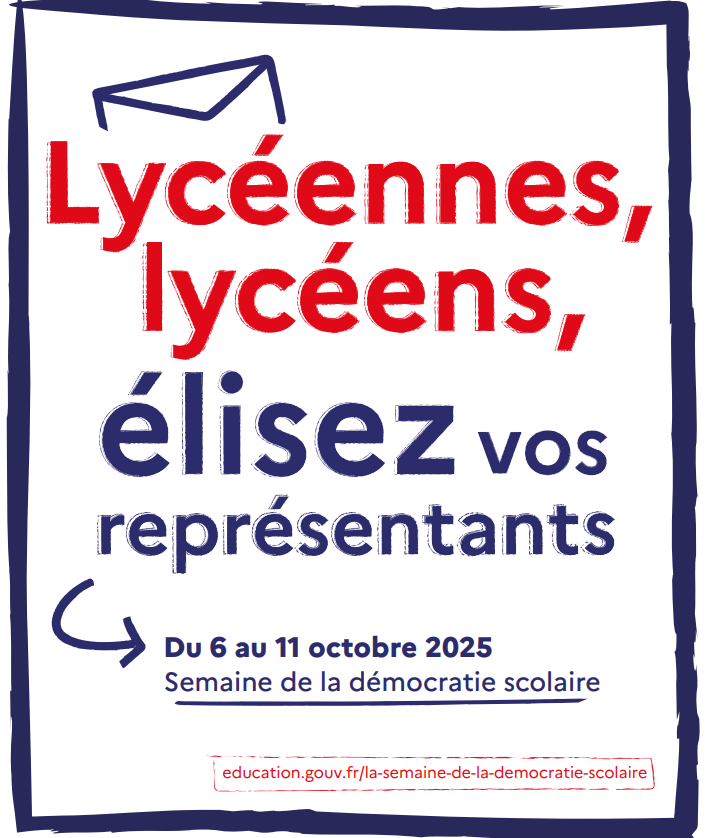 Lycéennes,
lycéens,
élisez vos
représentants
Du 6 au 11 octobre 2025
Semaine de la démocratie scolaire
education.gouv.fr/la-semaine-de-la-democratie-scolaire